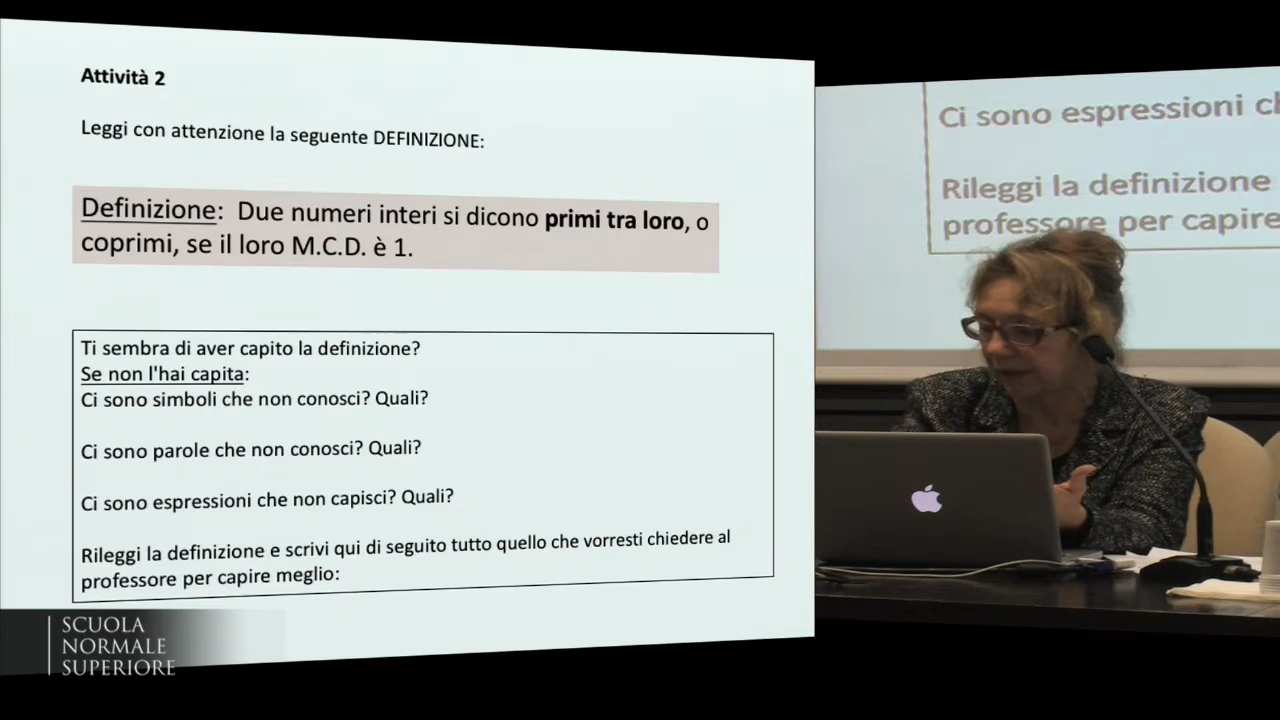 Attività 2
Leggi con attenzione la seguente DEFINIZIONE:
Definizione: Due numeri interi si dicono primi tra loro, o
coprimi, se il loro M.C.D. è 1.
Ti sembra di aver capito la definizione?
Se non l'hai capita:
Ci sono simboli che non conosci? Quali?
Ci sono parole che non conosci? Quali?
Ci sono espressioni che non capisci? Quali?
Rileggi la definizione e scrivi qui di seguito tutto quello che vorresti chiedere al
professore per capire meglio:
Ci sono espressioni
Rileggi la definizione
professore per capire
SCUOLA
NORMALE
SUPERIORE